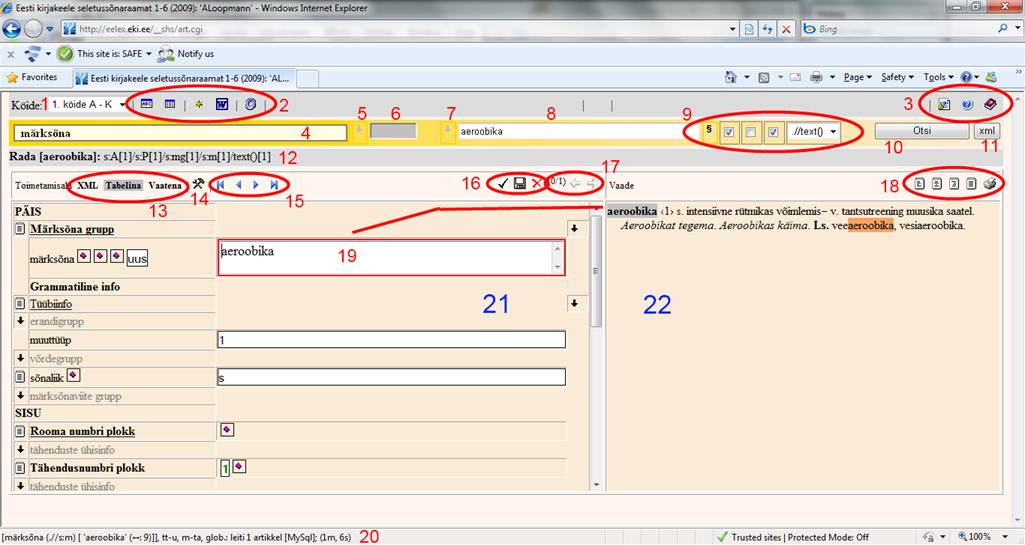 Eesti kirjakeele seletussõnaraamat 1-6 (2009): 'ALoopmann' - Windows Internet Explorer
http://eelex.eki.ee/__shs/art.cgi
Bing
x This site is: SAFE Notify us
Favorites Eesti kirjakeele seletussõnaraamat 1-6 (2009): 'AL... Page Safety Tools
Köide: 1 1. köide A - K 2 3
märksõna 4 5 6 7 aeroobika 8 9 § .//text() Otsi xml
10 11
Rada [aeroobika]: s:A[1]/s:P[1]/s:mg[1]/s:m[1]/text()[1] 12
17
Toimetamisala XML Tabelina Vaatena 16 (0/1) Vaade 18
13 14 15
PÄIS
Märksõna grupp
märksõna uus aeroobika 19
Grammatiline info
Tüübiinfo
erandigrupp
muuttüüp 1
võrdegrupp
sõnaliik s
märksõnaviite grupp
SISU
Rooma numbri plokk
tähenduste ühisinfo
Tähendusnumbri plokk 1
tähenduste ühisinfo
21
aeroobika ‹1› s. intensiivne rütmikas võimlemis– v. tantsutreening muusika saatel.
Aeroobikat tegema. Aeroobikas käima. Ls. veeaeroobika, vesiaeroobika.
22
[märksõna (.//s:m) [ 'aeroobika' (↔: 9)]], tt-u, m-ta, glob.: leiti 1 artikkel [MySql]; (1m, 6s) 20 Trusted sites | Protected Mode: Off 100%